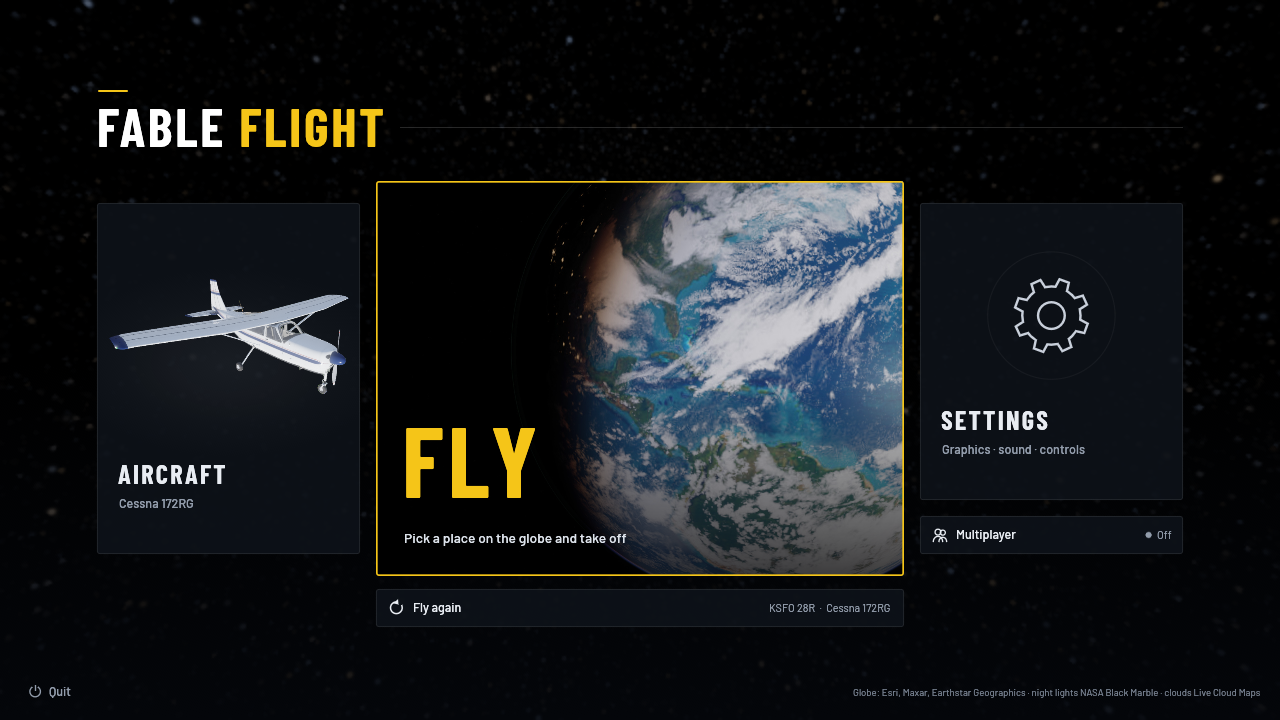 FABLE FLIGHT
AIRCRAFT
Cessna 172RG
FLY
Pick a place on the globe and take off
SETTINGS
Graphics · sound · controls
Multiplayer
Off
Fly again
KSFO 28R · Cessna 172RG
Quit
Globe: Esri, Maxar, Earthstar Geographics · night lights NASA Black Marble · clouds Live Cloud Maps